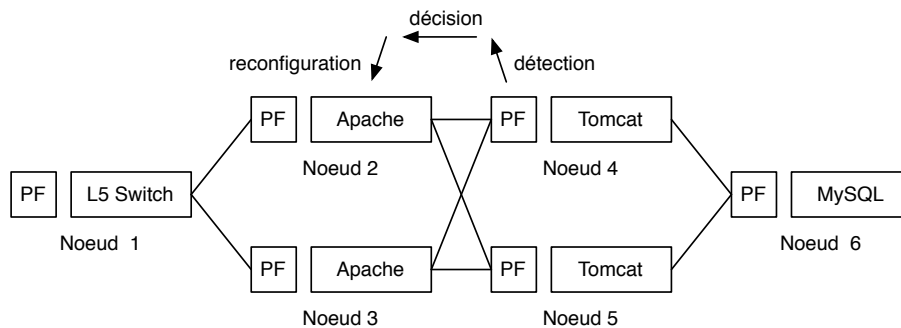 décision
reconfiguration
détection
PF Apache
PF Tomcat
Noeud 2
Noeud 4
PF L5 Switch
PF MySQL
Noeud 1
Noeud 6
PF Apache
PF Tomcat
Noeud 3
Noeud 5